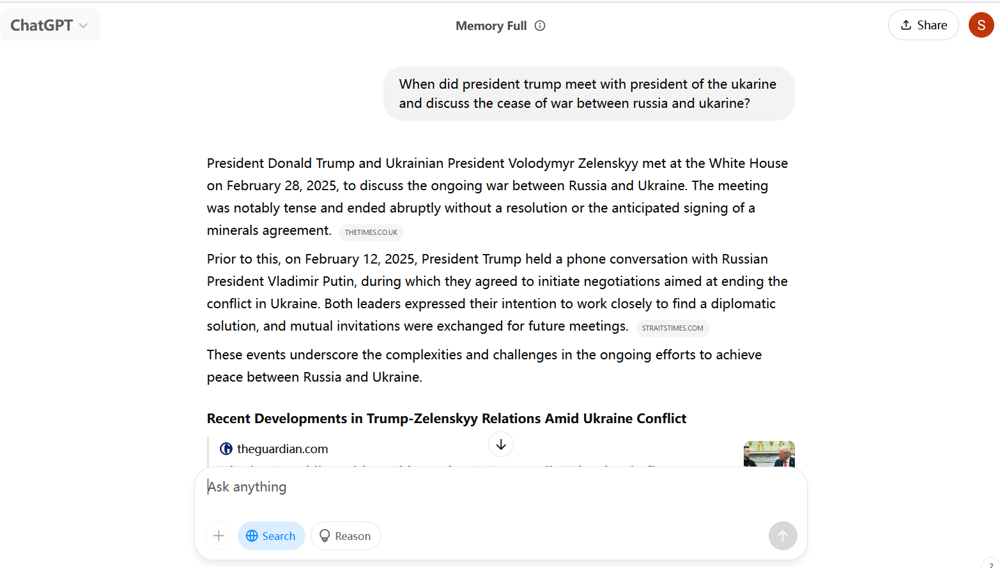 ChatGPT
Memory Full
Share
S
When did president trump meet with president of the ukarine
and discuss the cease of war between russia and ukarine?
President Donald Trump and Ukrainian President Volodymyr Zelenskyy met at the White House
on February 28, 2025, to discuss the ongoing war between Russia and Ukraine. The meeting
was notably tense and ended abruptly without a resolution or the anticipated signing of a
minerals agreement. THETIMES.CO.UK
Prior to this, on February 12, 2025, President Trump held a phone conversation with Russian
President Vladimir Putin, during which they agreed to initiate negotiations aimed at ending the
conflict in Ukraine. Both leaders expressed their intention to work closely to find a diplomatic
solution, and mutual invitations were exchanged for future meetings. STRAITSTIMES.COM
These events underscore the complexities and challenges in the ongoing efforts to achieve
peace between Russia and Ukraine.
Recent Developments in Trump-Zelenskyy Relations Amid Ukraine Conflict
theguardian.com
Ask anything
Search
Reason
?